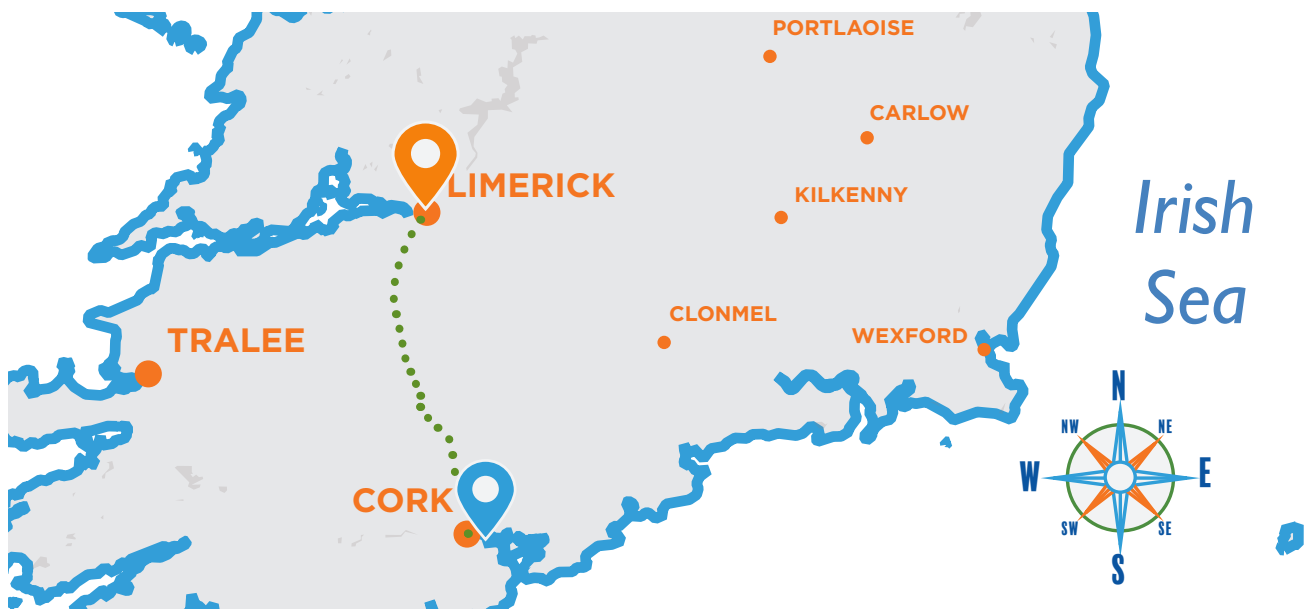 PORTLAOISE
CARLOW
LIMERICK
KILKENNY
Irish
Sea
CLONMEL
WEXFORD
TRALEE
CORK
N
NW
NE
W
E
SW
SE
S